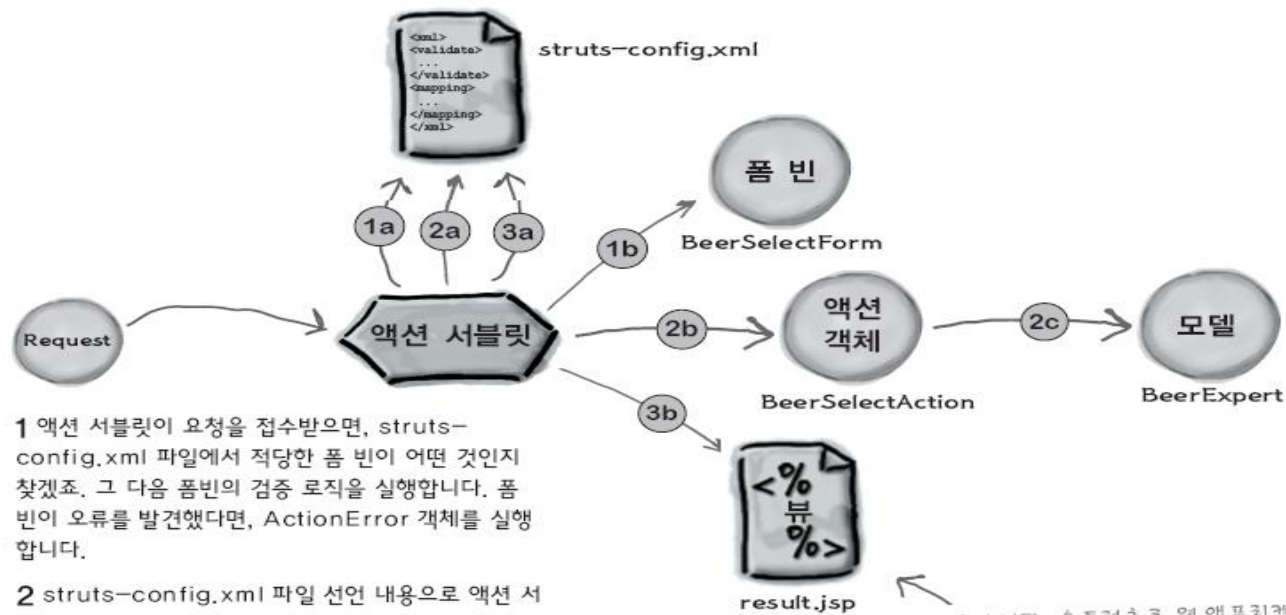 <xml>
<validate>
...
</validate>
<mapping>
...
</mapping>
</xml>
struts-config.xml
폼 빈
BeerSelectForm
1a
2a
3a
1b
Request
액션 서블릿
2b
액션
객체
BeerSelectAction
2c
모델
BeerExpert
3b
<%
뷰
%>
result.jsp
1 액션 서블릿이 요청을 접수받으면, struts-
config.xml 파일에서 적당한 폼 빈이 어떤 것인지
찾겠죠. 그 다음 폼빈의 검증 로직을 실행합니다. 폼
빈이 오류를 발견했다면, ActionError 객체를 실행
합니다.
2 struts-config.xml 파일 선언 내용으로 액션 서